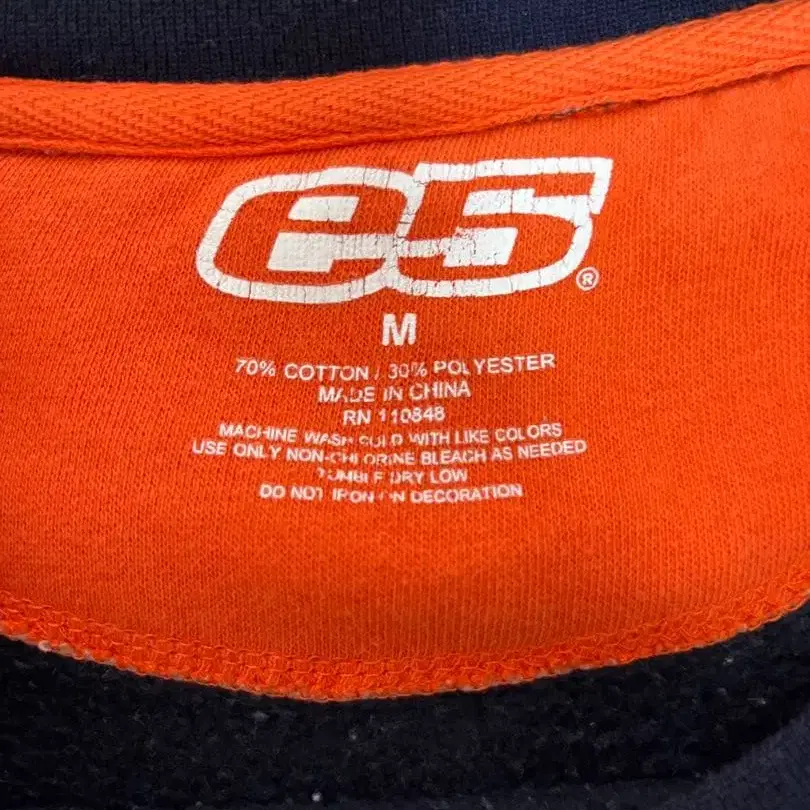 e5®
M
70% COTTON / 30% POLYESTER
MADE IN CHINA
RN 110848
MACHINE WASH COLD WITH LIKE COLORS
USE ONLY NON-CHLORINE BLEACH AS NEEDED
TUMBLE DRY LOW
DO NOT IRON ON DECORATION